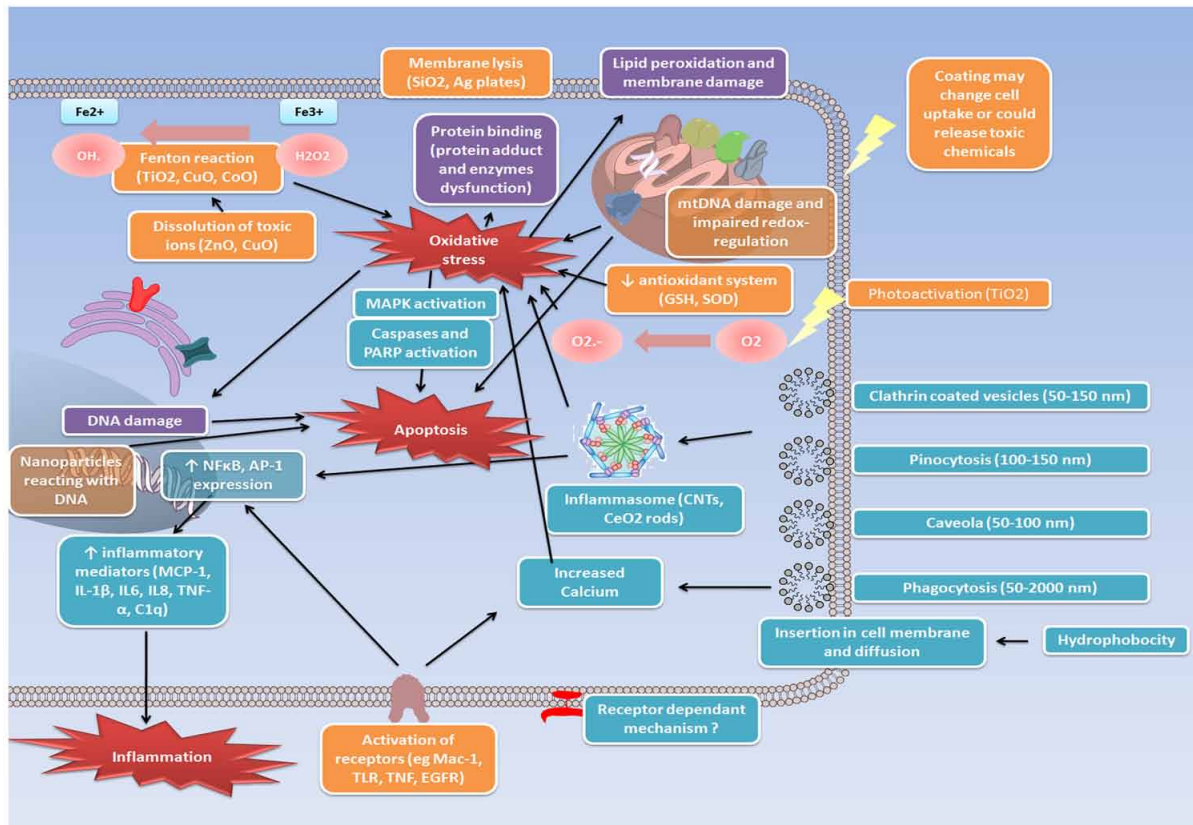 Membrane lysis
(SiO2, Ag plates)
Lipid peroxidation and
membrane damage
Coating may
change cell
uptake or could
release toxic
chemicals
Fe2+
Fe3+
OH.
H2O2
Fenton reaction
(TiO2, CuO, CoO)
Protein binding
(protein adduct
and enzymes
dysfunction)
mtDNA damage and
impaired redox-
regulation
Dissolution of toxic
ions (ZnO, CuO)
Oxidative
stress
↓ antioxidant system
(GSH, SOD)
Photoactivation (TiO2)
MAPK activation
Caspases and
PARP activation
O2.-
O2
Clathrin coated vesicles (50-150 nm)
DNA damage
Apoptosis
Nanoparticles
reacting with
DNA
↑ NFκB, AP-1
expression
Pinocytosis (100-150 nm)
Inflammasome (CNTs,
CeO2 rods)
Caveola (50-100 nm)
↑ inflammatory
mediators (MCP-1,
IL-1β, IL6, IL8, TNF-
α, C1q)
Increased
Calcium
Phagocytosis (50-2000 nm)
Insertion in cell membrane
and diffusion
Hydrophobocity
Receptor dependant
mechanism ?
Inflammation
Activation of
receptors (eg Mac-1,
TLR, TNF, EGFR)